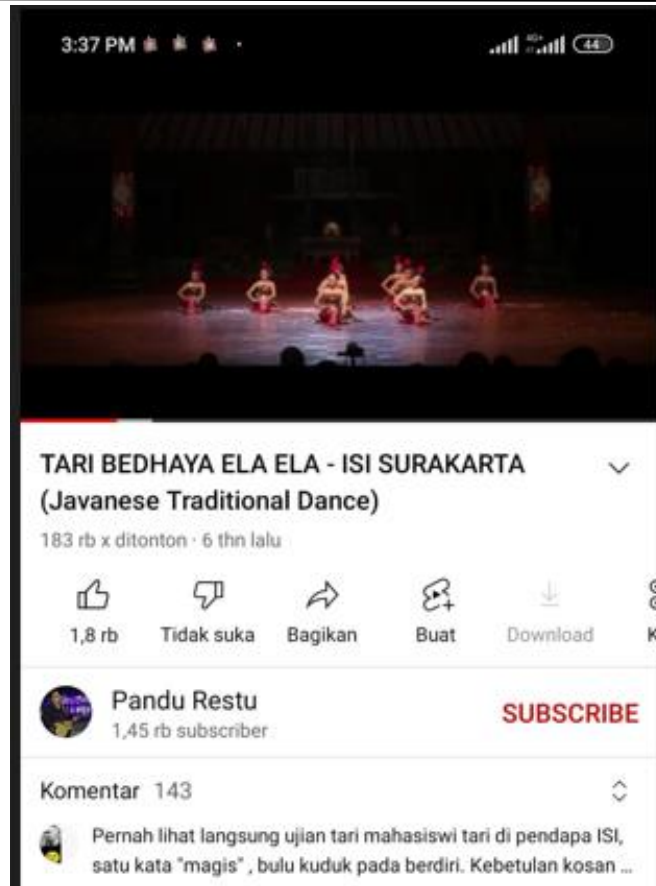 3:37 PM
4G+
44
TARI BEDHAYA ELA ELA - ISI SURAKARTA
(Javanese Traditional Dance)
183 rb x ditonton · 6 thn lalu
1,8 rb Tidak suka Bagikan Buat Download K
Pandu Restu
1,45 rb subscriber
SUBSCRIBE
Komentar 143
Pernah lihat langsung ujian tari mahasiswi tari di pendapa ISI,
satu kata "magis" , bulu kuduk pada berdiri. Kebetulan kosan ...